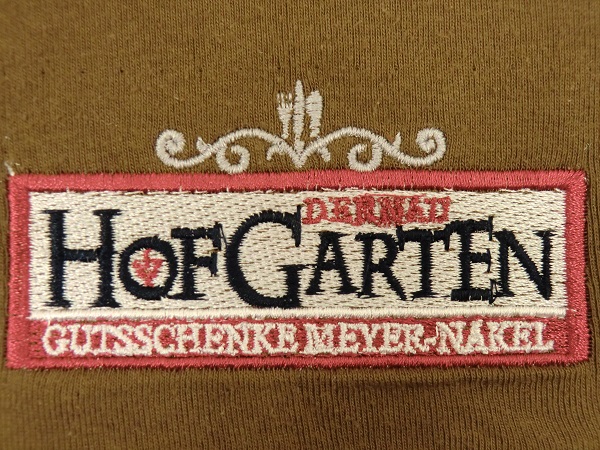 DERNAU
HOFGARTEN
GUTSSCHENKE MEYER-NÄKEL